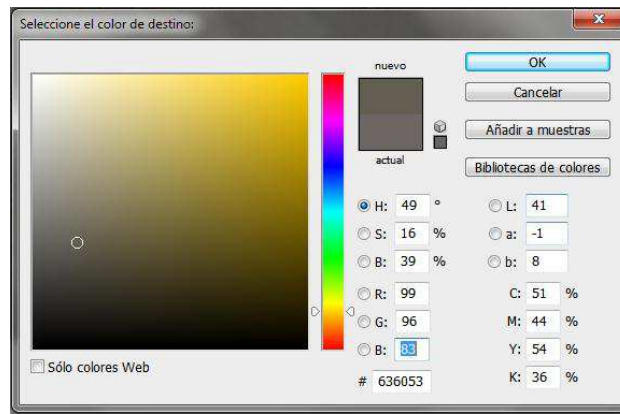 Seleccione el color de destino:
nuevo
actual
OK
Cancelar
Añadir a muestras
Bibliotecas de colores
H: 49 °
S: 16 %
B: 39 %
R: 99
G: 96
B: 83
# 636053
L: 41
a: -1
b: 8
C: 51 %
M: 44 %
Y: 54 %
K: 36 %
Sólo colores Web